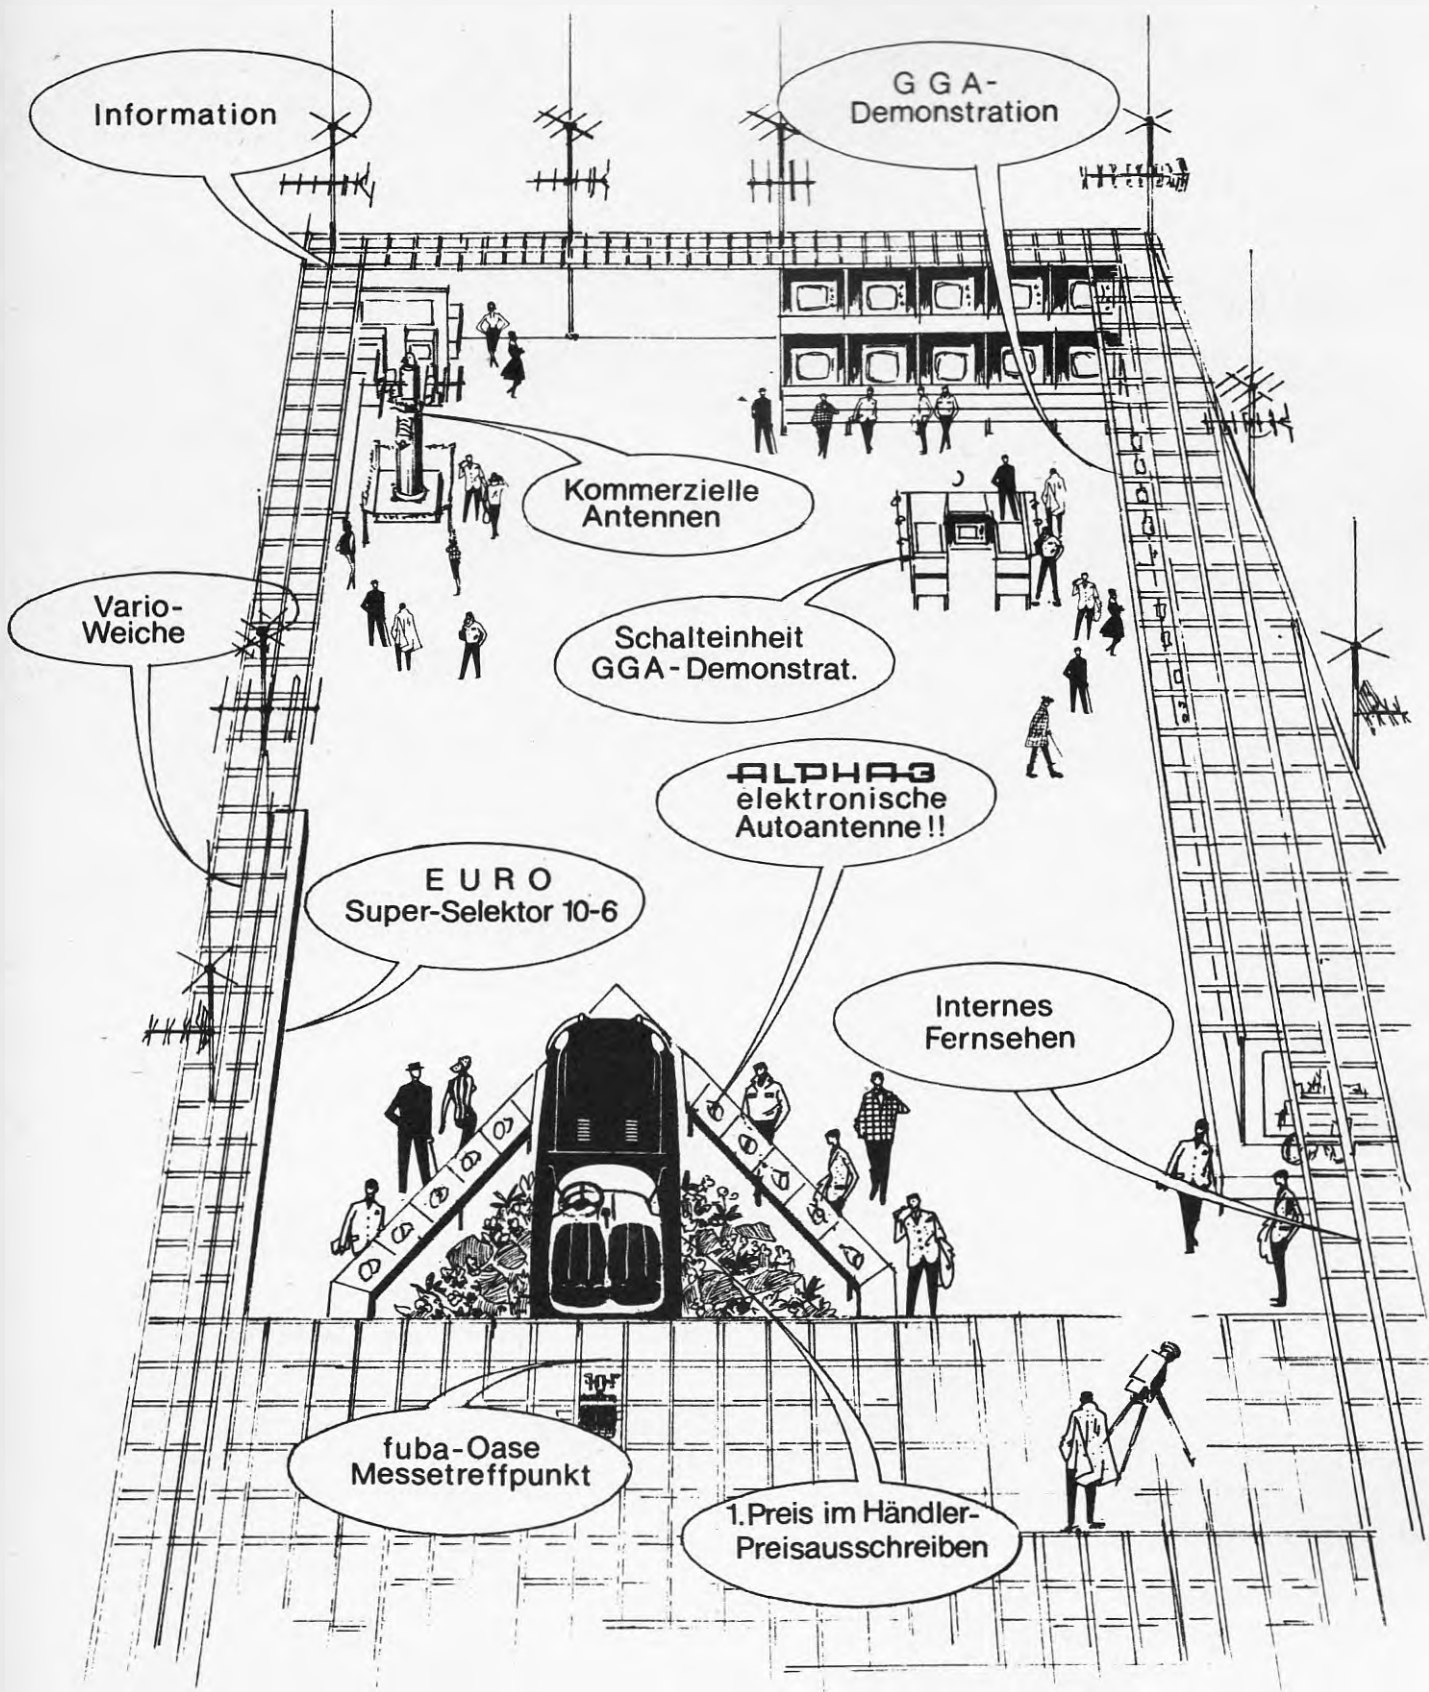 Information
G G A-
Demonstration
Kommerzielle
Antennen
Vario-
Weiche
Schalteinheit
GGA-Demonstrat.
ALPHA-3
elektronische
Autoantenne!!
E U R O
Super-Selektor 10-6
Internes
Fernsehen
fuba-Oase
Messetreffpunkt
1.Preis im Händler-
Preisausschreiben